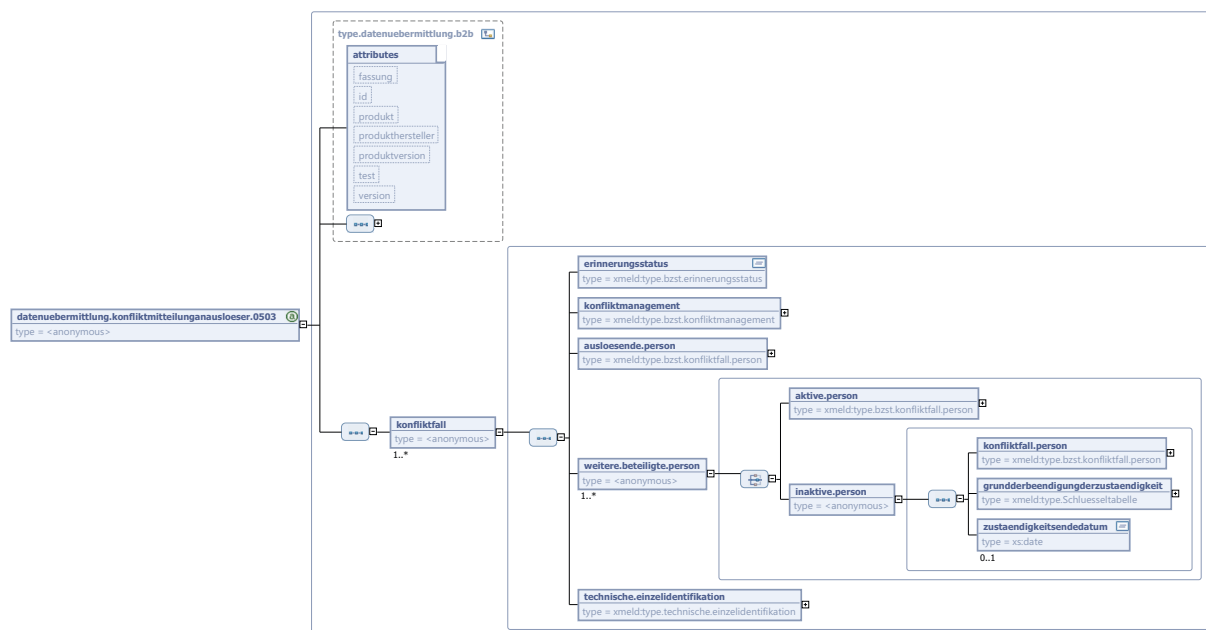 type.datenuebermittlung.b2b
attributes
fassung
id
produkt
produkthersteller
produktversion
test
version
datenuebermittlung.konfliktmitteilunganausloeser.0503
type = <anonymous>
konfliktfall
type = <anonymous>
1..*
erinnerungsstatus
type = xmeld:type.bzst.erinnerungsstatus
konfliktmanagement
type = xmeld:type.bzst.konfliktmanagement
ausloesende.person
type = xmeld:type.bzst.konfliktfall.person
weitere.beteiligte.person
type = <anonymous>
1..*
aktive.person
type = xmeld:type.bzst.konfliktfall.person
inaktive.person
type = <anonymous>
konfliktfall.person
type = xmeld:type.bzst.konfliktfall.person
grundderbeendigungderzustaendigkeit
type = xmeld:type.Schluesseltabelle
zustaendigkeitsendedatum
type = xs:date
0..1
technische.einzelidentifikation
type = xmeld:type.technische.einzelidentifikation